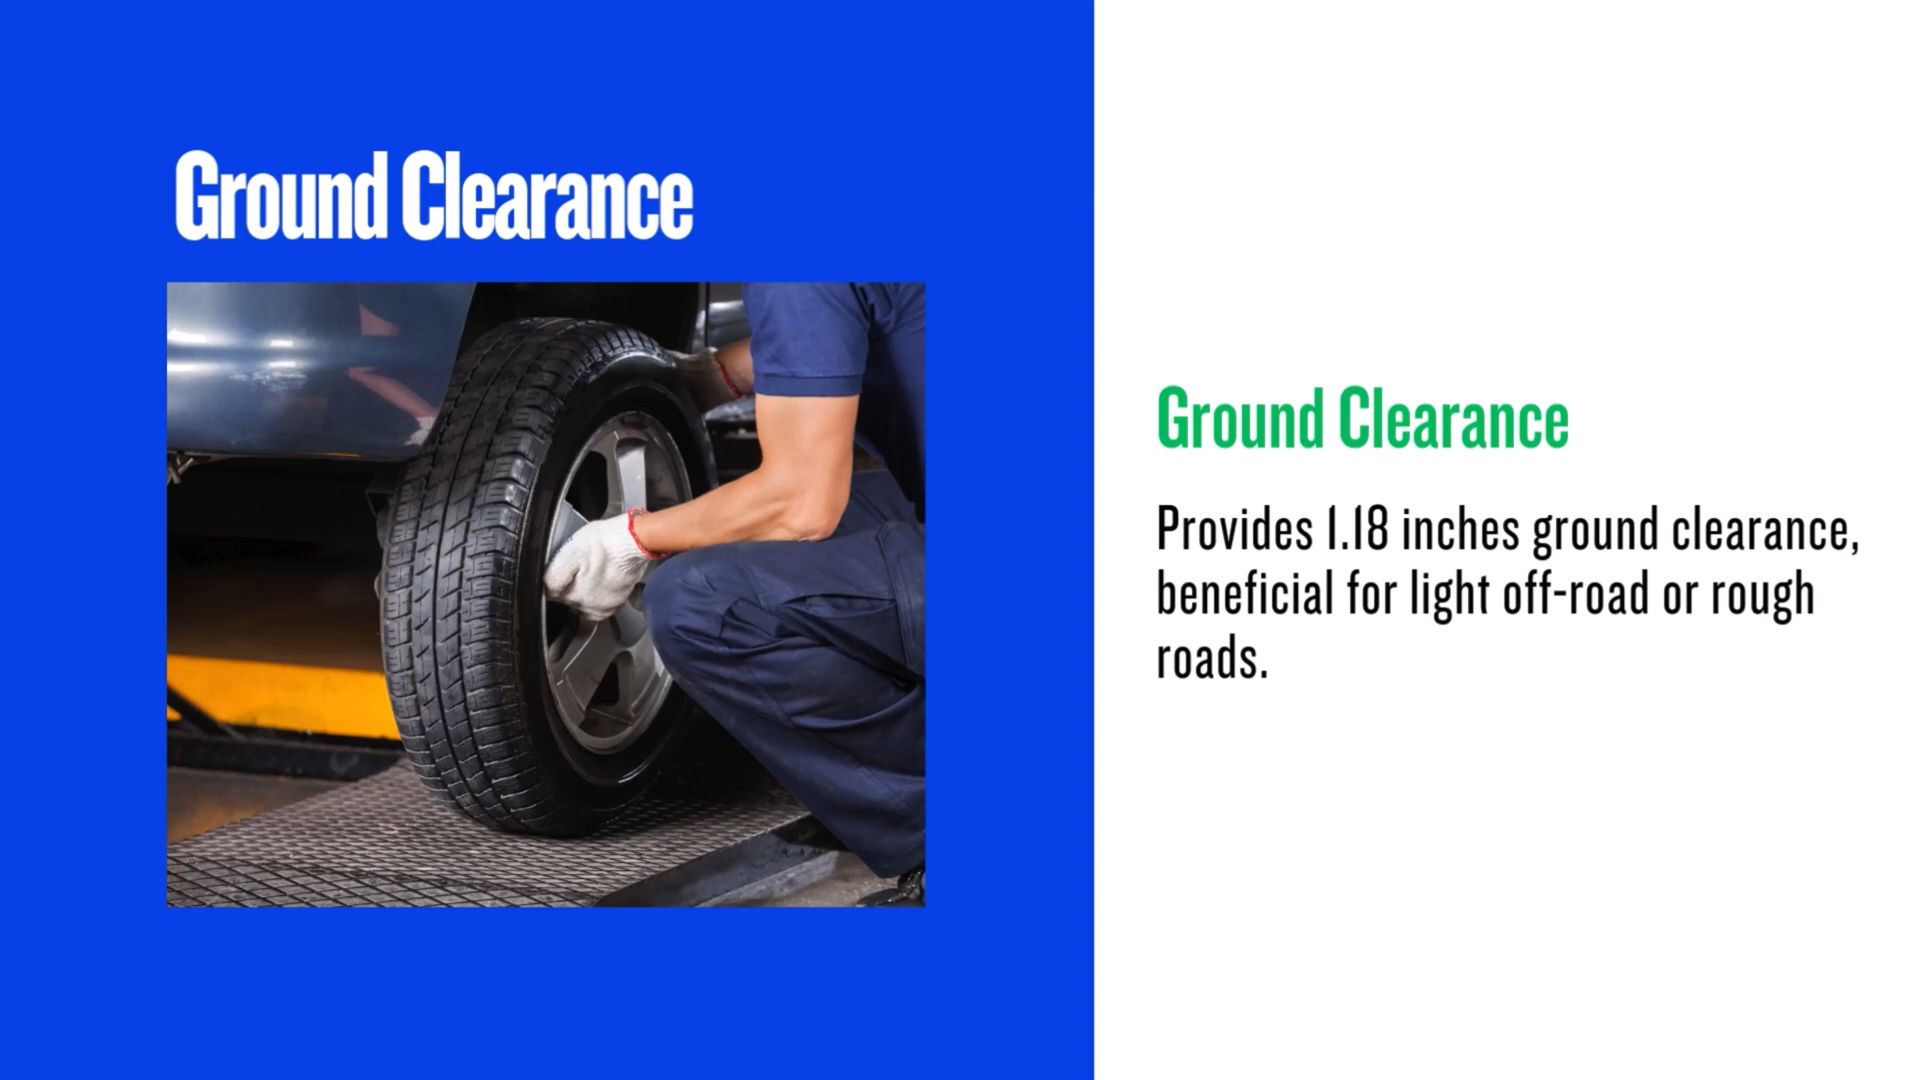 Ground Clearance
Ground Clearance
Provides 1.18 inches ground clearance,
beneficial for light off-road or rough
roads.